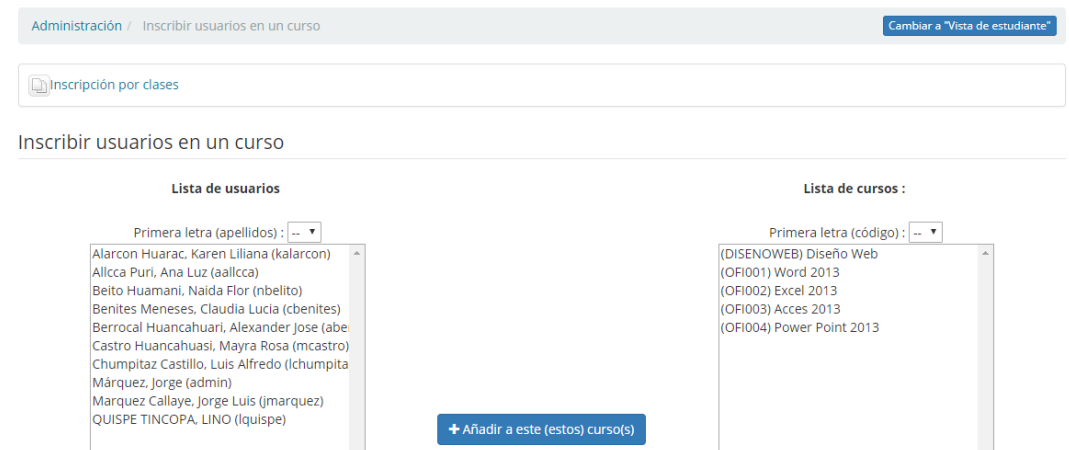 Administración / Inscribir usuarios en un curso
Cambiar a "Vista de estudiante"
Inscripción por clases
Inscribir usuarios en un curso
Lista de usuarios
Primera letra (apellidos) : --
Alarcon Huarac, Karen Liliana (kalarcon)
Allcca Puri, Ana Luz (aallcca)
Beito Huamani, Naida Flor (nbelito)
Benites Meneses, Claudia Lucia (cbenites)
Berrocal Huancahuari, Alexander Jose (abe
Castro Huancahuasi, Mayra Rosa (mcastro)
Chumpitaz Castillo, Luis Alfredo (lchumpita
Márquez, Jorge (admin)
Marquez Callaye, Jorge Luis (jmarquez)
QUISPE TINCOPA, LINO (lquispe)
+ Añadir a este (estos) curso(s)
Lista de cursos :
Primera letra (código) : --
(DISENOWEB) Diseño Web
(OFI001) Word 2013
(OFI002) Excel 2013
(OFI003) Acces 2013
(OFI004) Power Point 2013